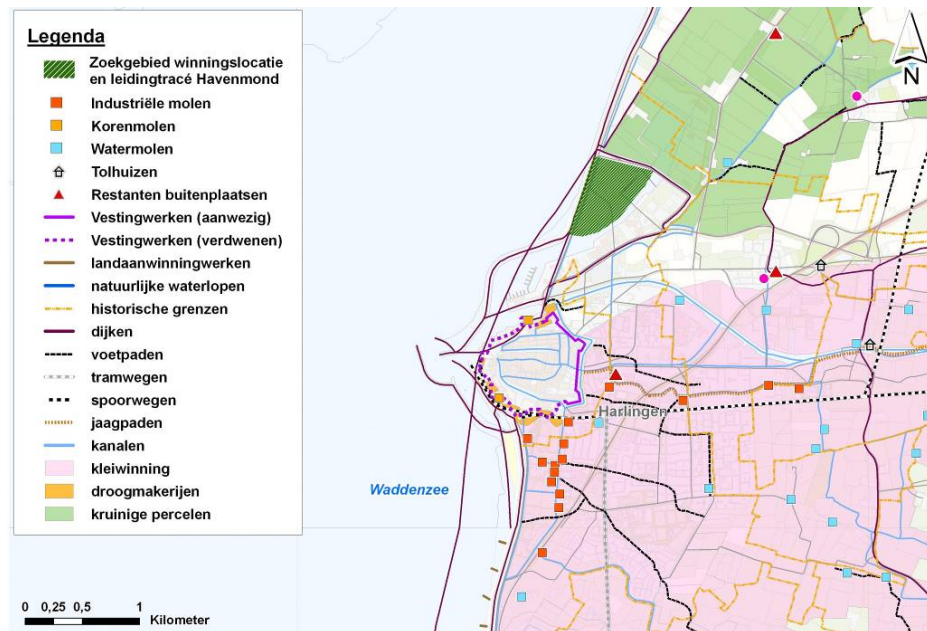 Legenda
Zoekgebied winningslocatie
en leidingtracé Havenmond
Industriële molen
Korenmolen
Watermolen
Tolhuizen
Restanten buitenplaatsen
Vestingwerken (aanwezig)
Vestingwerken (verdwenen)
landaanwinningwerken
natuurlijke waterlopen
historische grenzen
dijken
voetpaden
tramwegen
spoorwegen
jaagpaden
kanalen
kleiwinning
droogmakerijen
kruinige percelen
N
Harlingen
Waddenzee
0 0,25 0,5 1
Kilometer